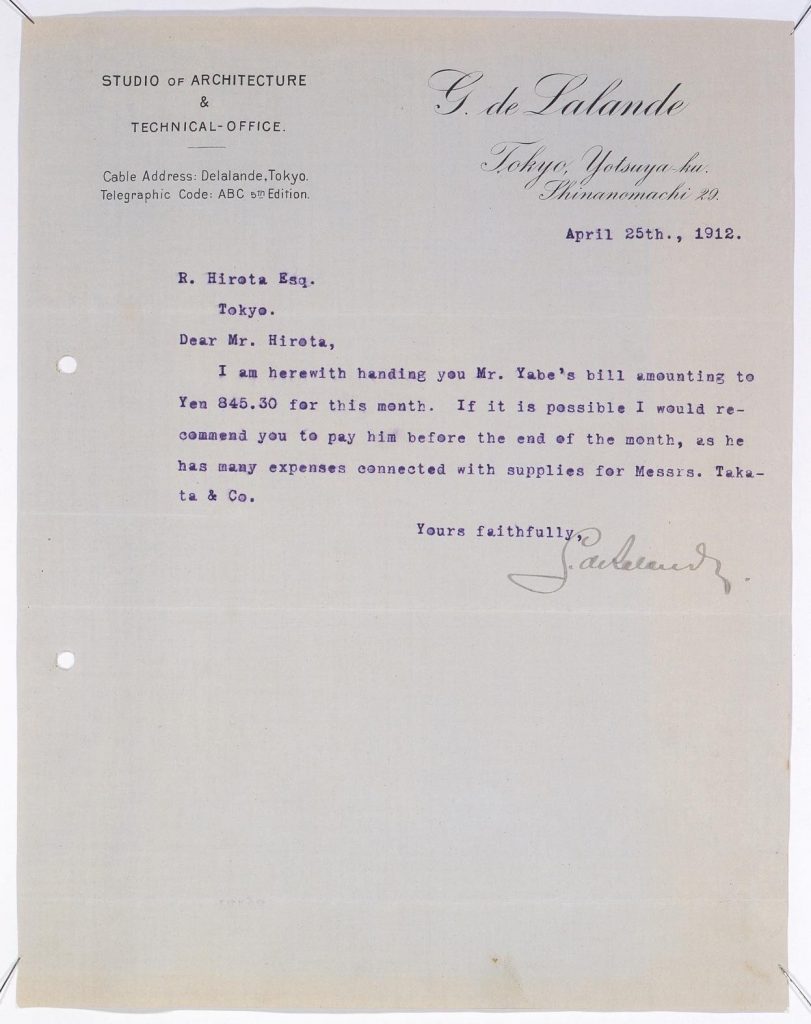 STUDIO OF ARCHITECTURE
&
TECHNICAL-OFFICE.
Cable Address: Delalande, Tokyo.
Telegraphic Code: ABC 5TH Edition.
G. de Lalande
Tokyo, Yotsuya-ku.
Shinanomachi 29.
April 25th., 1912.
R. Hirota Esq.
Tokyo.
Dear Mr. Hirota,
I am herewith handing you Mr. Yabe's bill amounting to
Yen 845.30 for this month. If it is possible I would re-
commend you to pay him before the end of the month, as he
has many expenses connected with supplies for Messrs. Taka-
ta & Co.
Yours faithfully,
G. de Lalande.